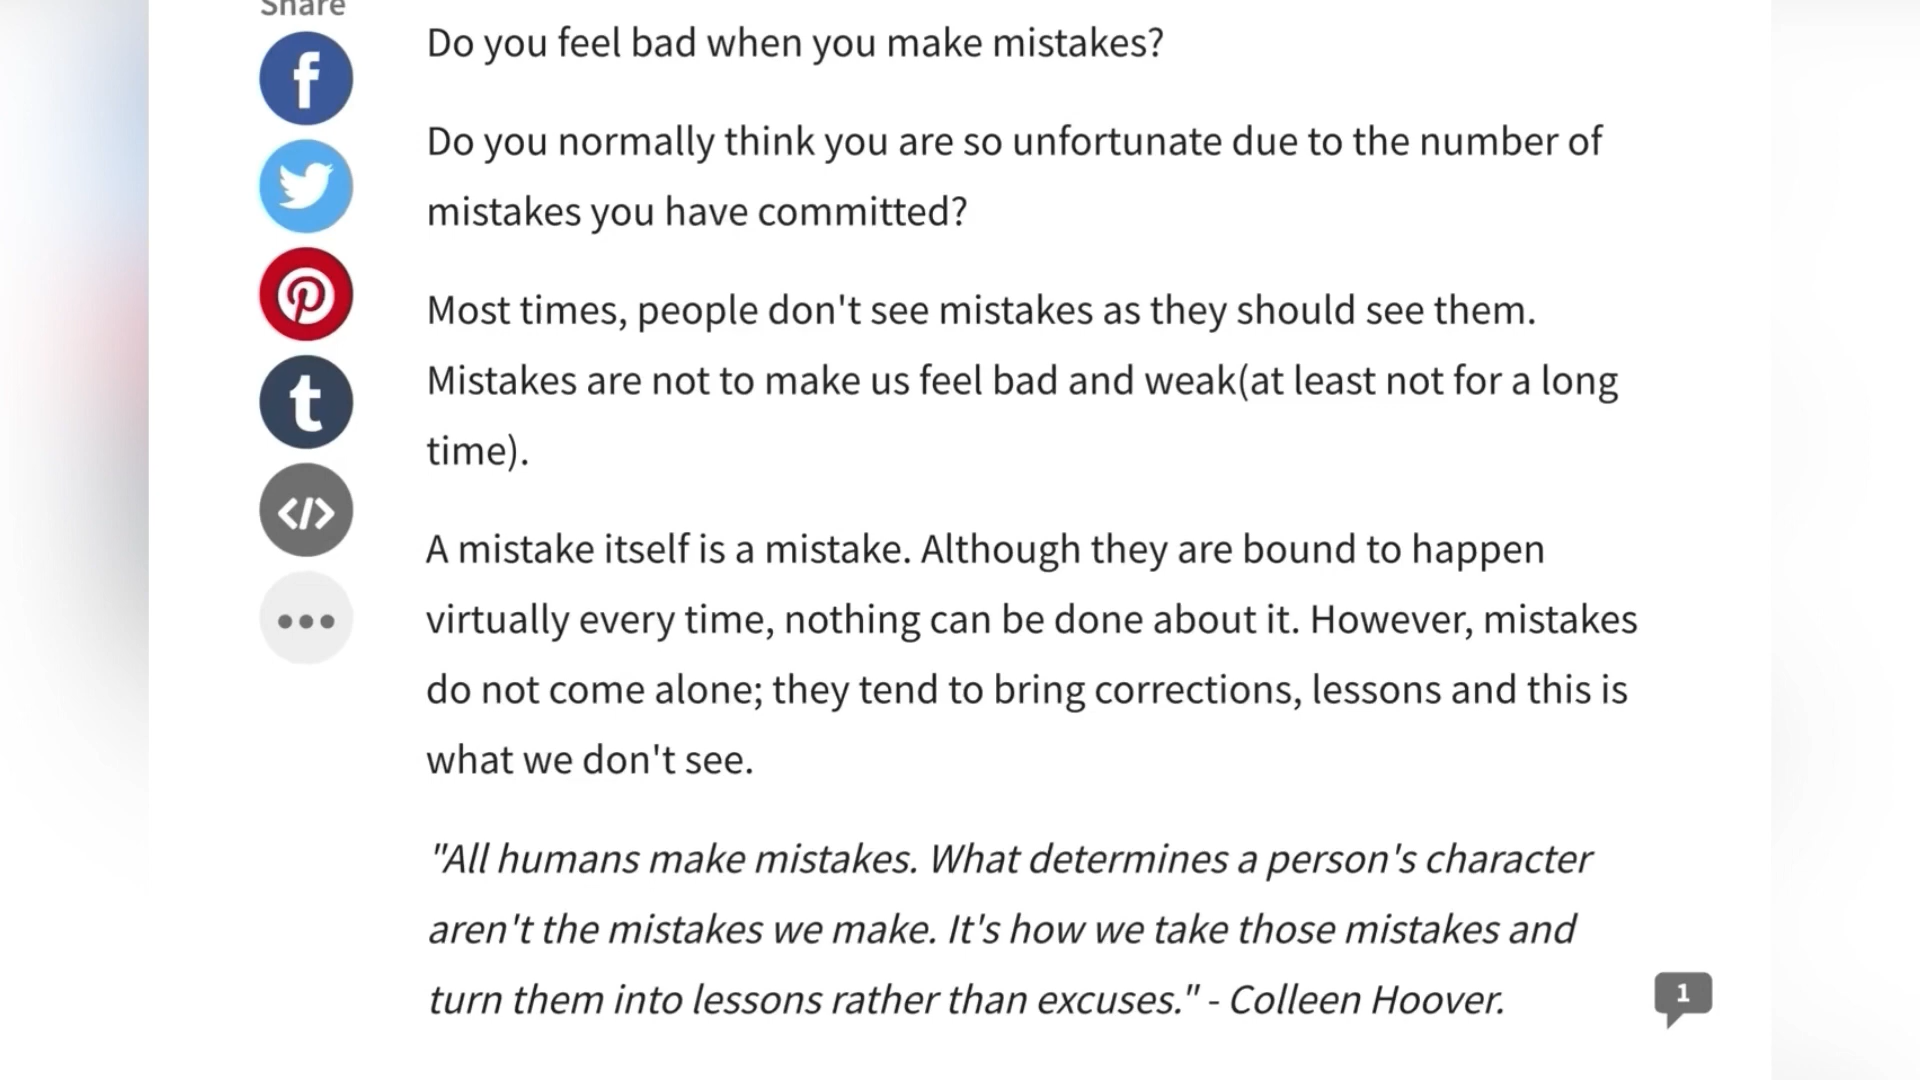 Share
Do you feel bad when you make mistakes?
Do you normally think you are so unfortunate due to the number of
mistakes you have committed?
Most times, people don't see mistakes as they should see them.
Mistakes are not to make us feel bad and weak(at least not for a long
time).
A mistake itself is a mistake. Although they are bound to happen
virtually every time, nothing can be done about it. However, mistakes
do not come alone; they tend to bring corrections, lessons and this is
what we don't see.
"All humans make mistakes. What determines a person's character
aren't the mistakes we make. It's how we take those mistakes and
turn them into lessons rather than excuses." - Colleen Hoover.
1